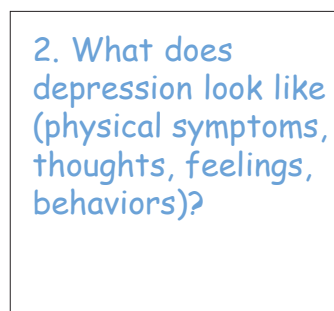 2. What does
depression look like
(physical symptoms,
thoughts, feelings,
behaviors)?